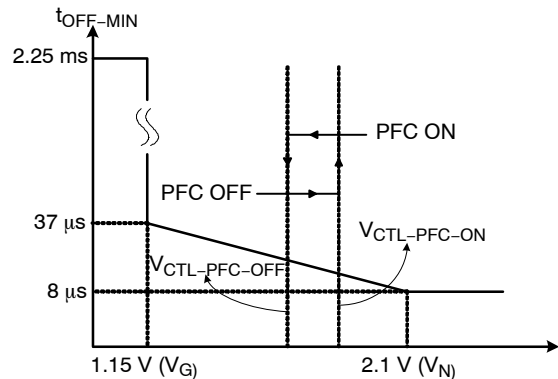 tOFF–MIN
2.25 ms
PFC ON
PFC OFF
37 μs
VCTL–PFC–ON
VCTL–PFC–OFF
8 μs
1.15 V (VG)
2.1 V (VN)